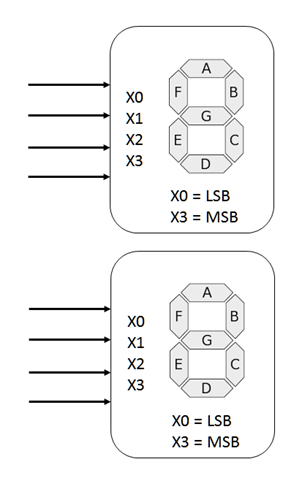 A
F B
X0
X1
G
X2
E C
X3
D
X0 = LSB
X3 = MSB
A
F B
X0
X1
G
X2
E C
X3
D
X0 = LSB
X3 = MSB